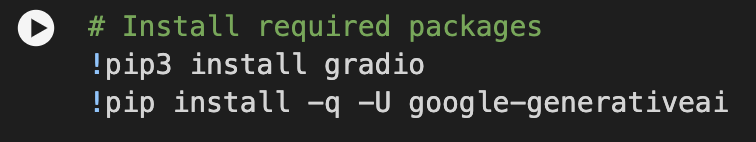 # Install required packages
!pip3 install gradio
!pip install -q -U google-generativeai